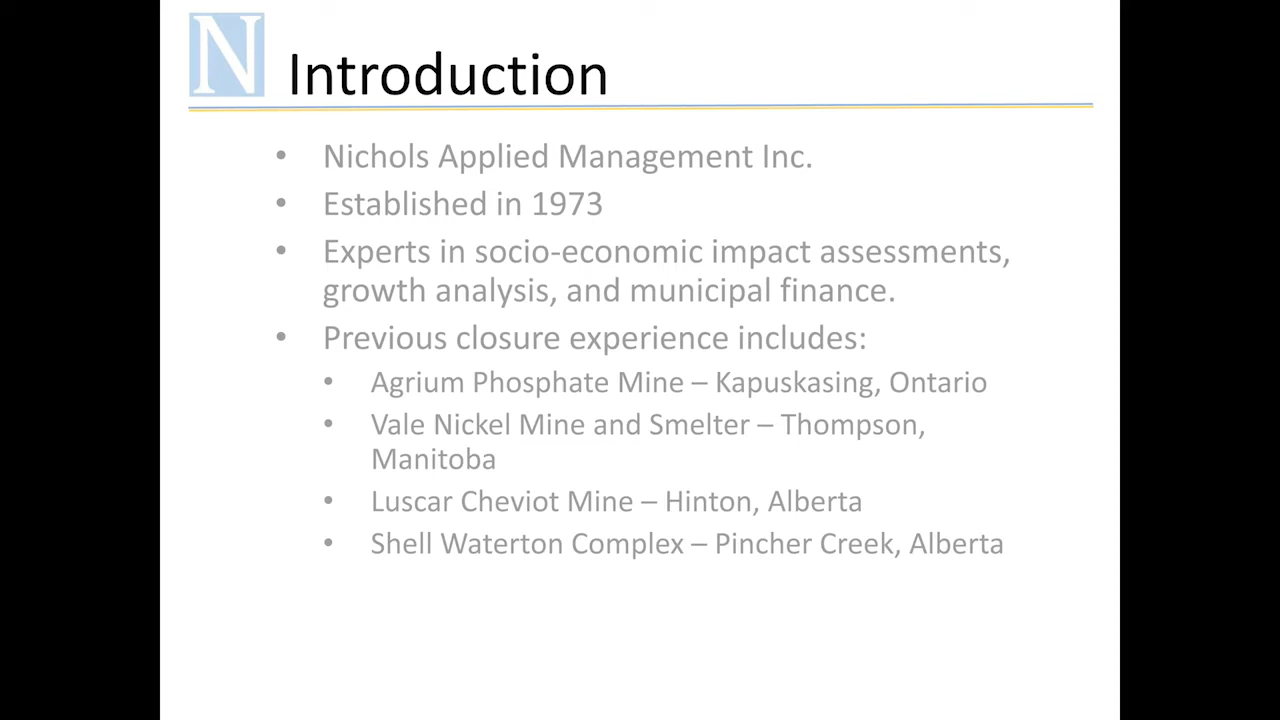 N
Introduction
• Nichols Applied Management Inc.
• Established in 1973
• Experts in socio-economic impact assessments,
growth analysis, and municipal finance.
• Previous closure experience includes:
• Agrium Phosphate Mine – Kapuskasing, Ontario
• Vale Nickel Mine and Smelter – Thompson,
Manitoba
• Luscar Cheviot Mine – Hinton, Alberta
• Shell Waterton Complex – Pincher Creek, Alberta